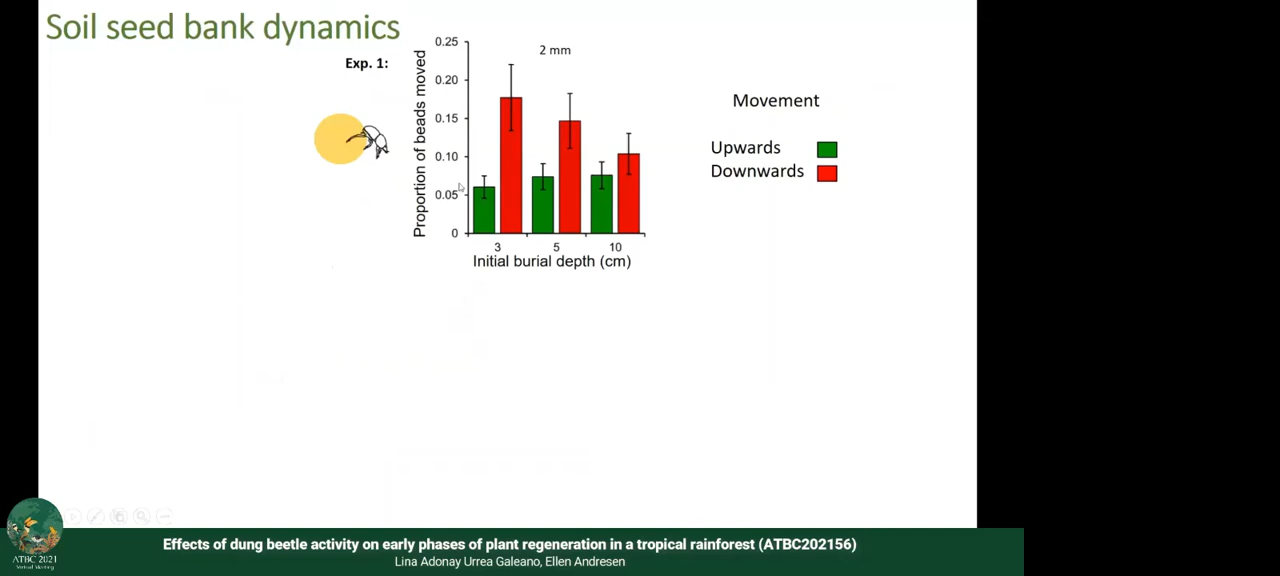 Soil seed bank dynamics
Exp. 1:
2 mm
Proportion of beads moved
0.25
0.20
0.15
0.10
0.05
0
3 5 10
Initial burial depth (cm)
Movement
Upwards
Downwards
ATBC 2021
Virtual Meeting
Effects of dung beetle activity on early phases of plant regeneration in a tropical rainforest (ATBC202156)
Lina Adonay Urrea Galeano, Ellen Andresen